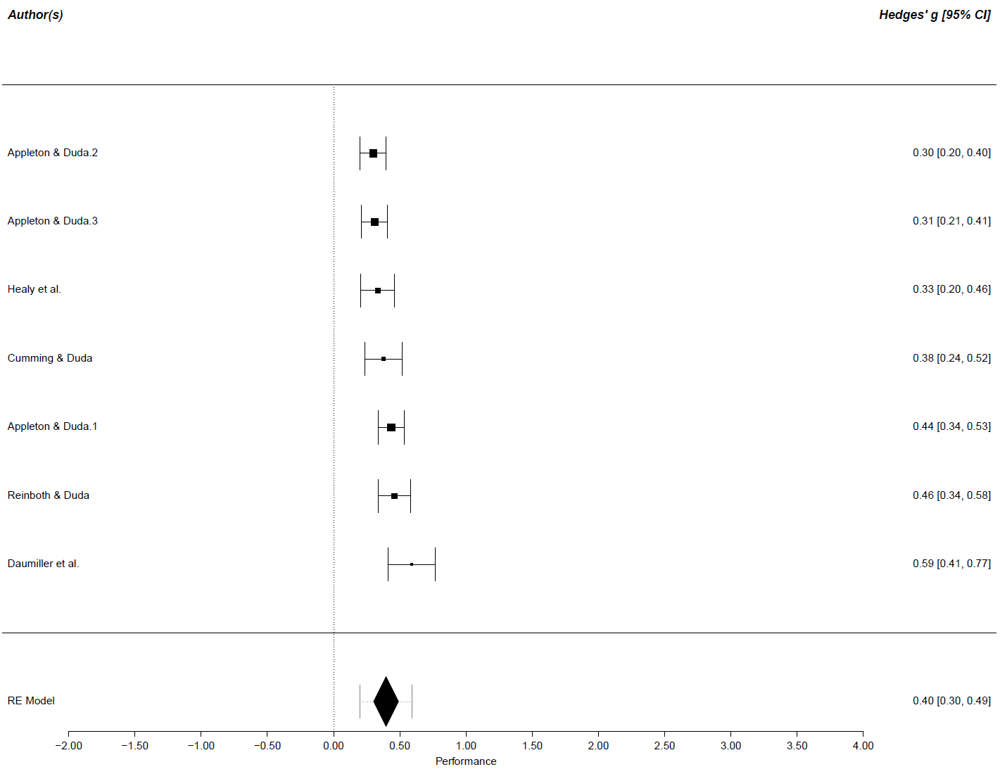 Author(s) Hedges' g [95% CI]
Appleton & Duda.2 0.30 [0.20, 0.40]
Appleton & Duda.3 0.31 [0.21, 0.41]
Healy et al. 0.33 [0.20, 0.46]
Cumming & Duda 0.38 [0.24, 0.52]
Appleton & Duda.1 0.44 [0.34, 0.53]
Reinboth & Duda 0.46 [0.34, 0.58]
Daumiller et al. 0.59 [0.41, 0.77]
RE Model 0.40 [0.30, 0.49]
−2.00 −1.50 −1.00 −0.50 0.00 0.50 1.00 1.50 2.00 2.50 3.00 3.50 4.00
Performance